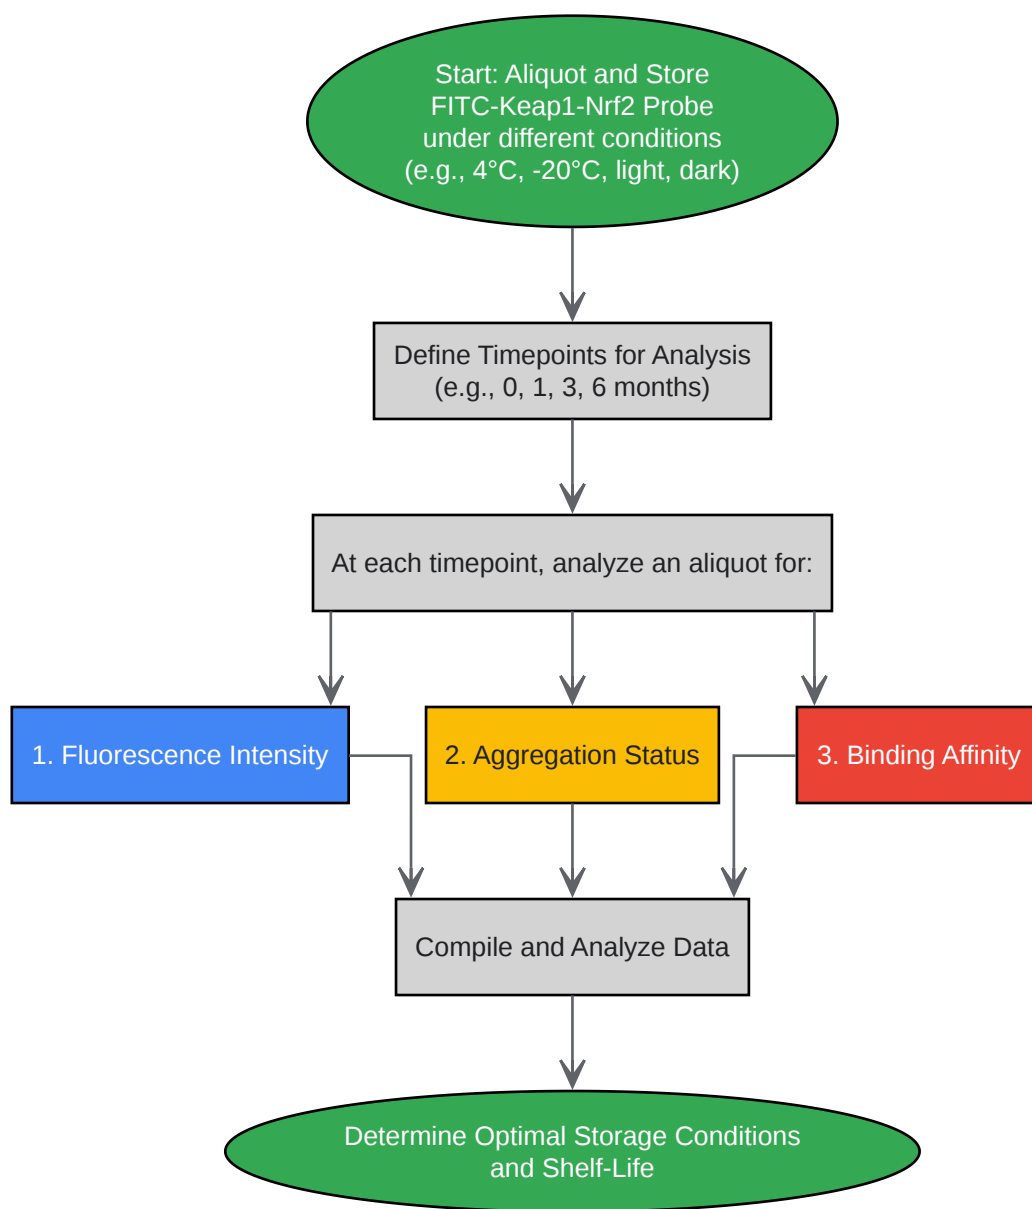 Start: Aliquot and Store
FITC-Keap1-Nrf2 Probe
under different conditions
(e.g., 4°C, -20°C, light, dark)
Define Timepoints for Analysis
(e.g., 0, 1, 3, 6 months)
At each timepoint, analyze an aliquot for:
1. Fluorescence Intensity
2. Aggregation Status
3. Binding Affinity
Compile and Analyze Data
Determine Optimal Storage Conditions
and Shelf-Life